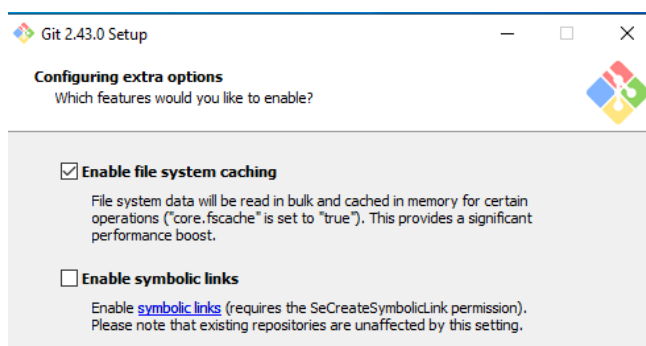 Git 2.43.0 Setup
Configuring extra options
Which features would you like to enable?
Enable file system caching
File system data will be read in bulk and cached in memory for certain
operations ("core.fscache" is set to "true"). This provides a significant
performance boost.
Enable symbolic links
Enable symbolic links (requires the SeCreateSymbolicLink permission).
Please note that existing repositories are unaffected by this setting.